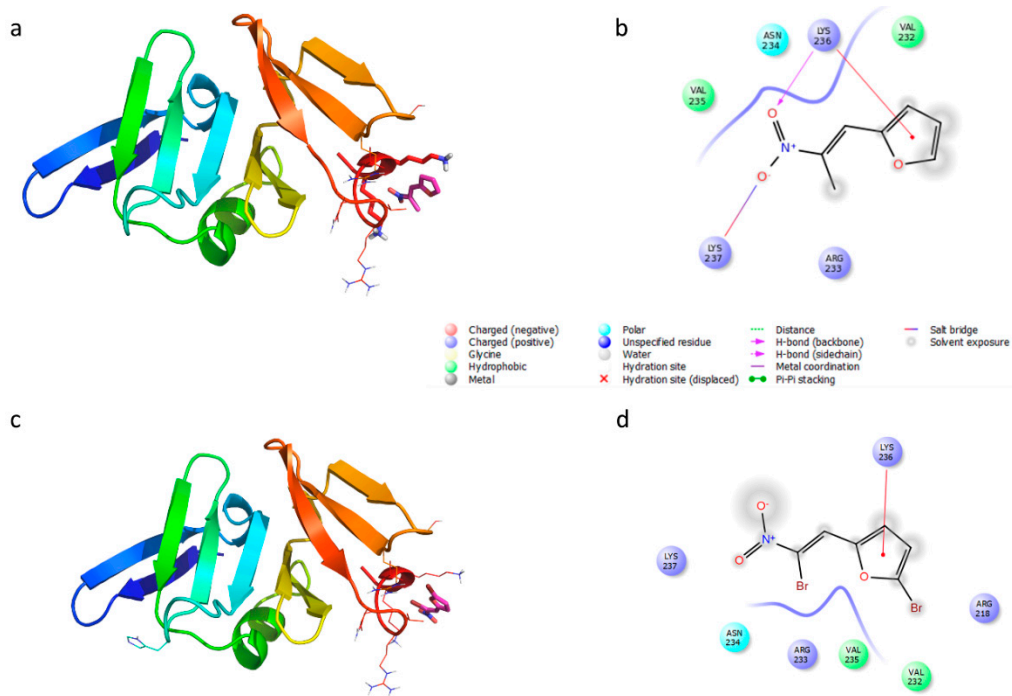 a
b
ASN
234
LYS
236
VAL
232
VAL
235
O
N+
O-
O
LYS
237
ARG
233
Charged (negative)
Charged (positive)
Glycine
Hydrophobic
Metal
Polar
Unspecified residue
Water
Hydration site
Hydration site (displaced)
Distance
H-bond (backbone)
H-bond (sidechain)
Metal coordination
Pi-Pi stacking
Salt bridge
Solvent exposure
c
d
LYS
236
O-
N+
O
Br
O
Br
LYS
237
ARG
218
ASN
234
ARG
233
VAL
235
VAL
232